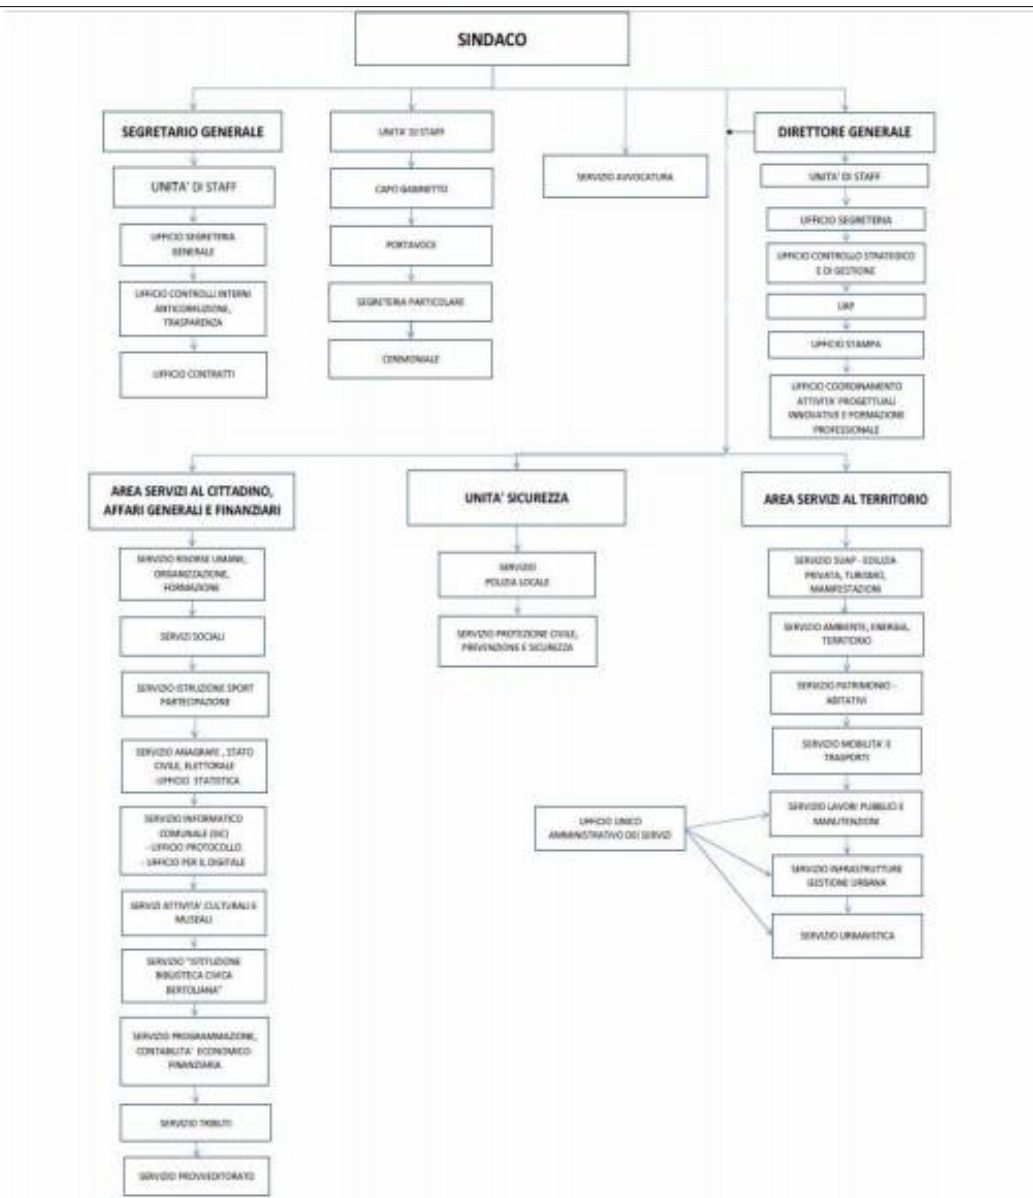 SINDACO
SEGRETARIO GENERALE
UNITA' DI STAFF
UFFICIO SEGRETERIA
GENERALE
UFFICIO CONTROLLI INTERNI
ANTICORRUZIONE,
TRASPARENZA
UFFICIO CONTRATTI
UNITA' DI STAFF
CAPO GABINETTO
PORTAVOCE
SEGRETERIA PARTICOLARE
CERIMONIALE
SERVIZIO AVVOCATURA
DIRETTORE GENERALE
UNITA' DI STAFF
UFFICIO SEGRETERIA
UFFICIO CONTROLLO STRATEGICO
E DI GESTIONE
URP
UFFICIO STAMPA
UFFICIO COORDINAMENTO
ATTIVITA' PROGETTUALI
INNOVATIVE E FORMAZIONE
PROFESSIONALE
AREA SERVIZI AL CITTADINO,
AFFARI GENERALI E FINANZIARI
SERVIZIO RISORSE UMANE,
ORGANIZZAZIONE,
FORMAZIONE
SERVIZI SOCIALI
SERVIZIO ISTRUZIONE SPORT
PARTECIPAZIONE
SERVIZIO ANAGRAFE , STATO
CIVILE, ELETTORALE
-UFFICIO STATISTICA
SERVIZIO INFORMATICO
COMUNALE (SIC)
- UFFICIO PROTOCOLLO
- UFFICIO PER IL DIGITALE
SERVIZI ATTIVITA' CULTURALI E
MUSEALI
SERVIZIO "ISTITUZIONE
BIBLIOTECA CIVICA
BERTOLIANA"
SERVIZIO PROGRAMMAZIONE,
CONTABILITA' ECONOMICO
FINANZIARIA
SERVIZIO TRIBUTI
SERVIZIO PROVVEDITORATO
UNITA' SICUREZZA
SERVIZIO
POLIZIA LOCALE
SERVIZIO PROTEZIONE CIVILE,
PREVENZIONE E SICUREZZA
AREA SERVIZI AL TERRITORIO
SERVIZIO SUAP - EDILIZIA
PRIVATA, TURISMO,
MANIFESTAZIONI
SERVIZIO AMBIENTE, ENERGIA,
TERRITORIO
SERVIZIO PATRIMONIO -
ABITATIVI
SERVIZIO MOBILITA' E
TRASPORTI
UFFICIO UNICO
AMMINISTRATIVO DEI SERVIZI
SERVIZIO LAVORI PUBBLICI E
MANUTENZIONI
SERVIZIO INFRASTRUTTURE
GESTIONE URBANA
SERVIZIO URBANISTICA